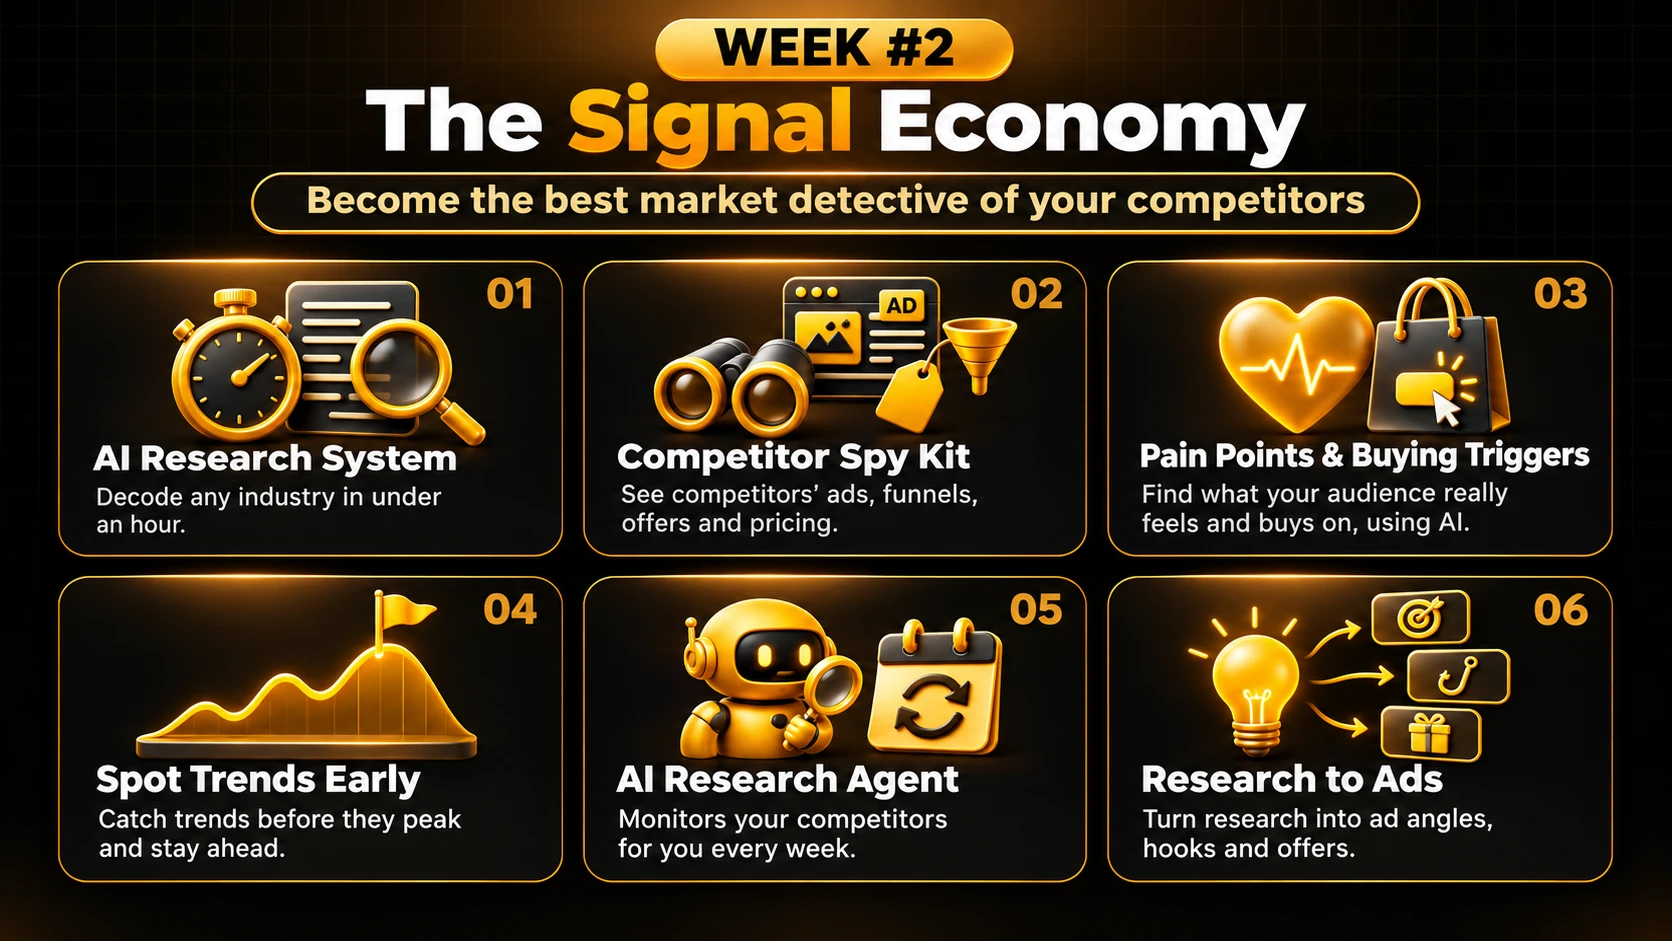 WEEK #2
The Signal Economy
Become the best market detective of your competitors
01
AI Research System
Decode any industry in under
an hour.
AD
02
Competitor Spy Kit
See competitors’ ads, funnels,
offers and pricing.
03
Pain Points & Buying Triggers
Find what your audience really
feels and buys on, using AI.
04
Spot Trends Early
Catch trends before they peak
and stay ahead.
05
AI Research Agent
Monitors your competitors
for you every week.
06
Research to Ads
Turn research into ad angles,
hooks and offers.